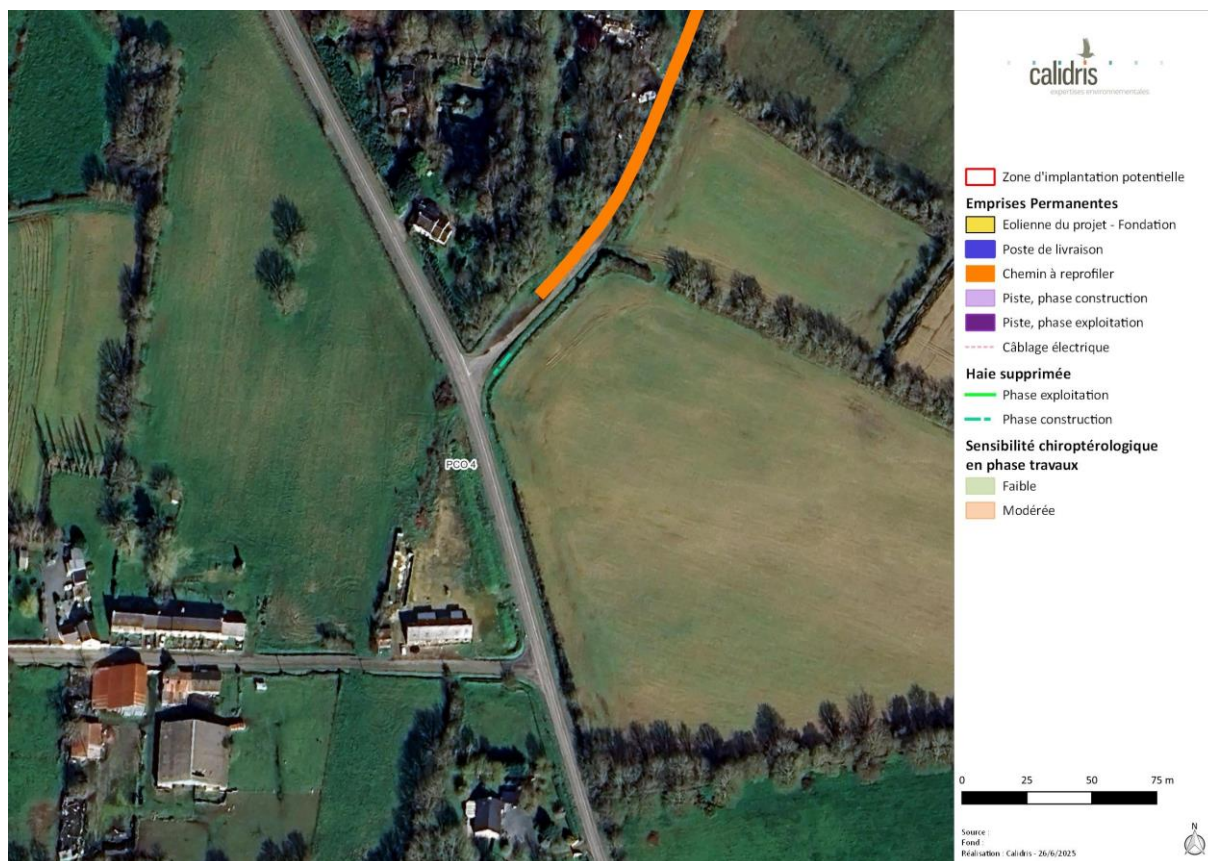 calidris
expertises environnementales
Zone d'implantation potentielle
Emprises Permanentes
Eolienne du projet - Fondation
Poste de livraison
Chemin à reprofiler
Piste, phase construction
Piste, phase exploitation
Câblage électrique
Haie supprimée
Phase exploitation
Phase construction
Sensibilité chiroptérologique
en phase travaux
Faible
Modérée
PCO 4
0 25 50 75 m
Source :
Fond :
Réalisation : Calidris - 26/6/2025
N